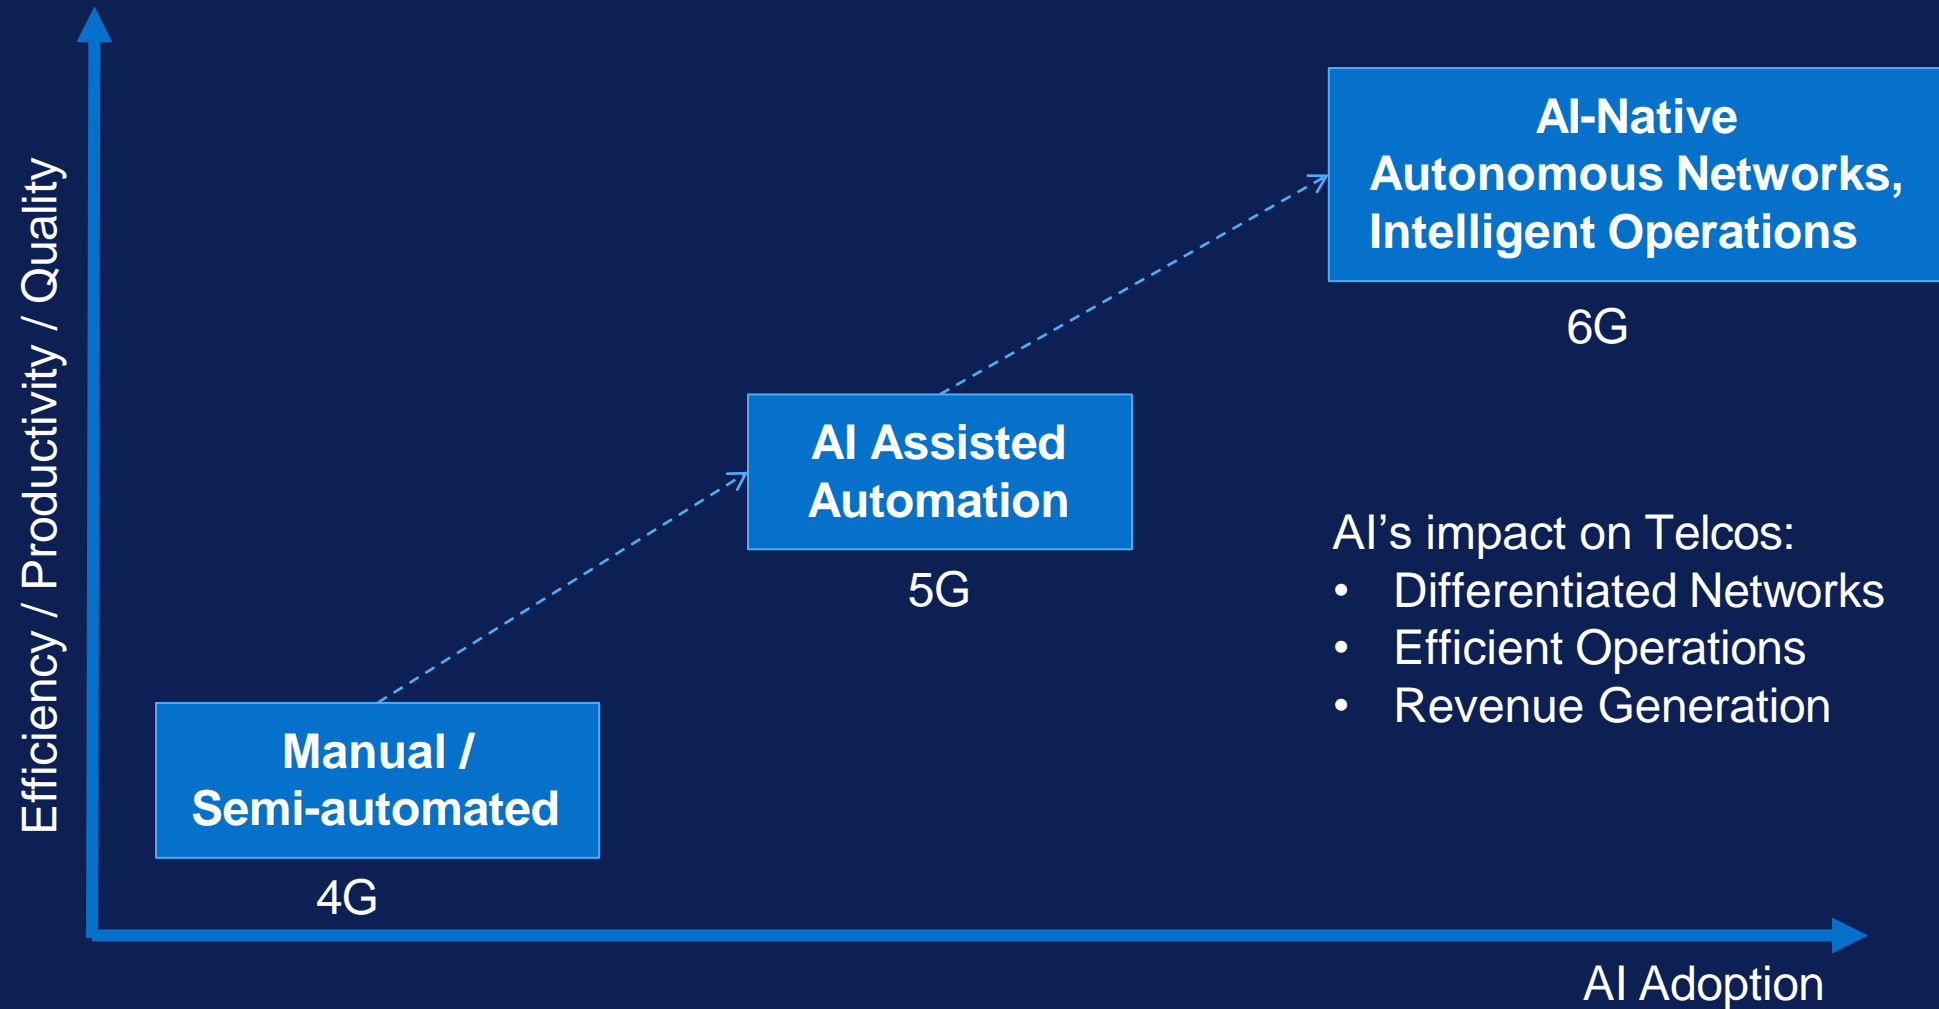 Efficiency / Productivity / Quality
AI-Native
Autonomous Networks,
Intelligent Operations
6G
AI Assisted
Automation
5G
AI’s impact on Telcos:
• Differentiated Networks
• Efficient Operations
• Revenue Generation
Manual /
Semi-automated
4G
AI Adoption